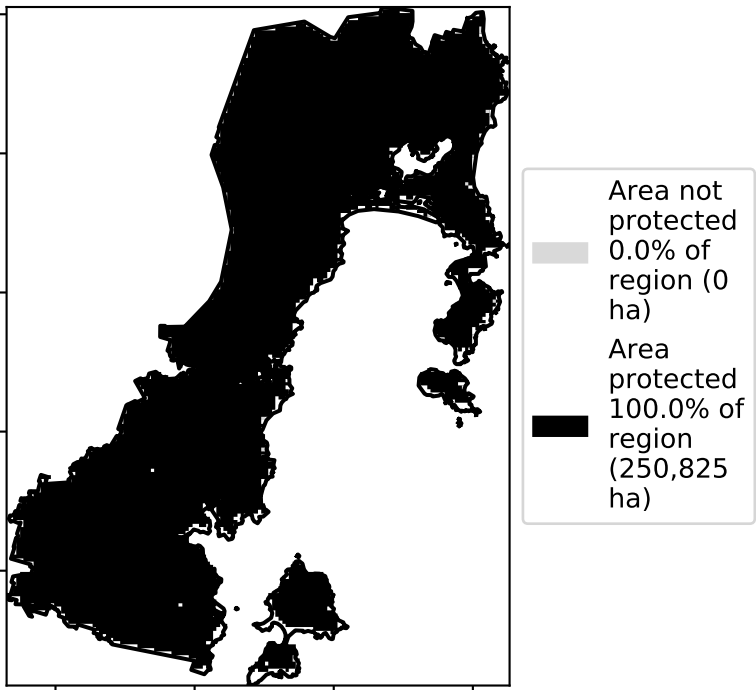 Area not
protected
0.0% of
region (0
ha)
Area
protected
100.0% of
region
(250,825
ha)